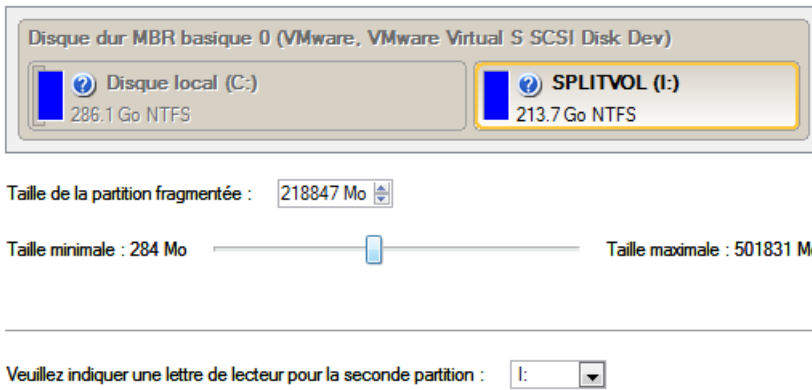 Disque dur MBR basique 0 (VMware, VMware Virtual S SCSI Disk Dev)
Disque local (C:)
286.1 Go NTFS
SPLITVOL (I:)
213.7 Go NTFS
Taille de la partition fragmentée : 218847 Mo
Taille minimale : 284 Mo Taille maximale : 501831 M
Veuillez indiquer une lettre de lecteur pour la seconde partition : I: